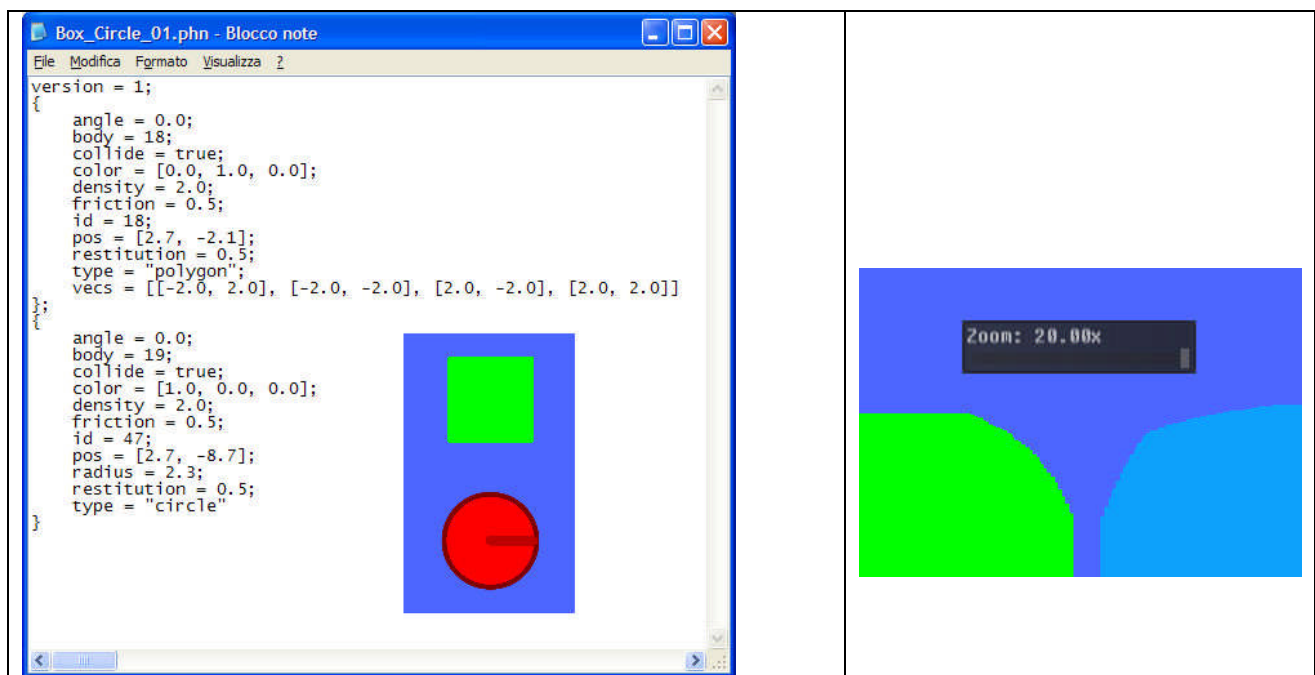 Box_Circle_01.phn - Blocco note
File Modifica Formato Visualizza ?
version = 1;
{
angle = 0.0;
body = 18;
collide = true;
color = [0.0, 1.0, 0.0];
density = 2.0;
friction = 0.5;
id = 18;
pos = [2.7, -2.1];
restitution = 0.5;
type = "polygon";
vecs = [[-2.0, 2.0], [-2.0, -2.0], [2.0, -2.0], [2.0, 2.0]]
};
{
angle = 0.0;
body = 19;
collide = true;
color = [1.0, 0.0, 0.0];
density = 2.0;
friction = 0.5;
id = 47;
pos = [2.7, -8.7];
radius = 2.3;
restitution = 0.5;
type = "circle"
}
Zoom: 20.00x